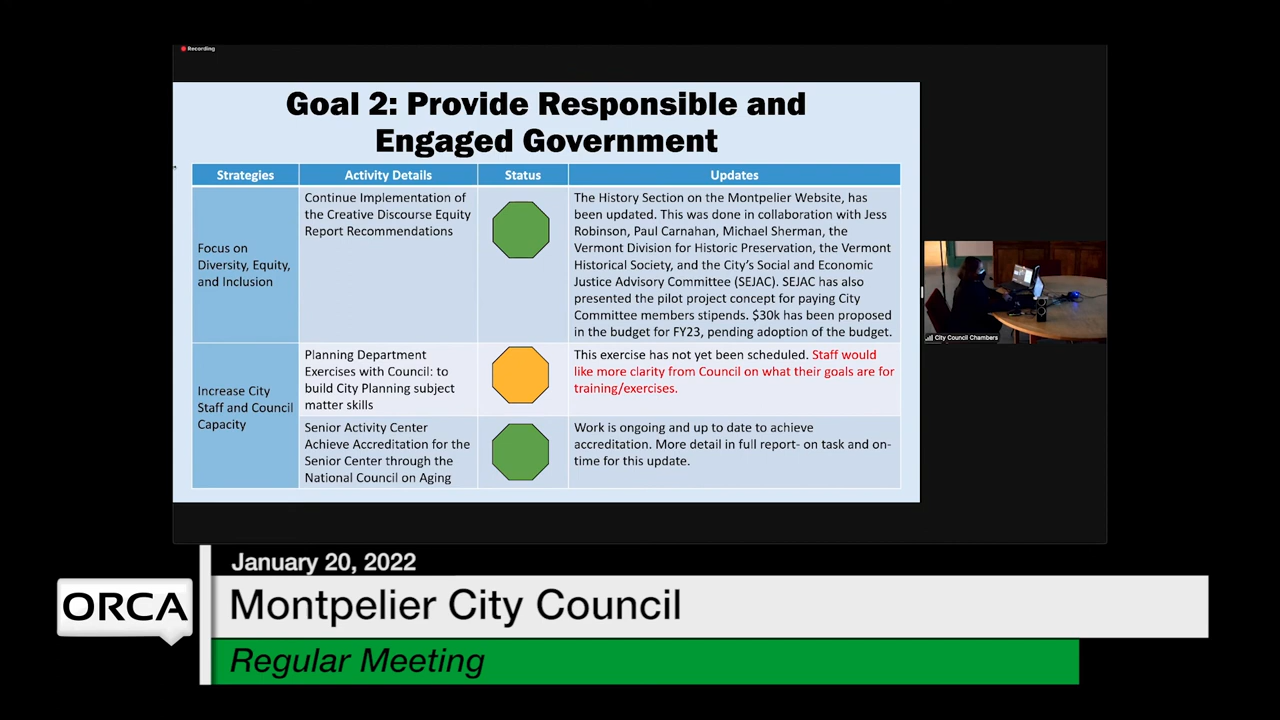 Recording
Goal 2: Provide Responsible and
Engaged Government
Strategies
Activity Details
Status
Updates
Focus on
Diversity, Equity,
and Inclusion
Continue Implementation of
the Creative Discourse Equity
Report Recommendations
The History Section on the Montpelier Website, has
been updated. This was done in collaboration with Jess
Robinson, Paul Carnahan, Michael Sherman, the
Vermont Division for Historic Preservation, the Vermont
Historical Society, and the City's Social and Economic
Justice Advisory Committee (SEJAC). SEJAC has also
presented the pilot project concept for paying City
Committee members stipends. $30k has been proposed
in the budget for FY23, pending adoption of the budget.
Increase City
Staff and Council
Capacity
Planning Department
Exercises with Council: to
build City Planning subject
matter skills
This exercise has not yet been scheduled. Staff would
like more clarity from Council on what their goals are for
training/exercises.
Senior Activity Center
Achieve Accreditation for the
Senior Center through the
National Council on Aging
Work is ongoing and up to date to achieve
accreditation. More detail in full report- on task and on-
time for this update.
City Council Chambers
January 20, 2022
ORCA
Montpelier City Council
Regular Meeting